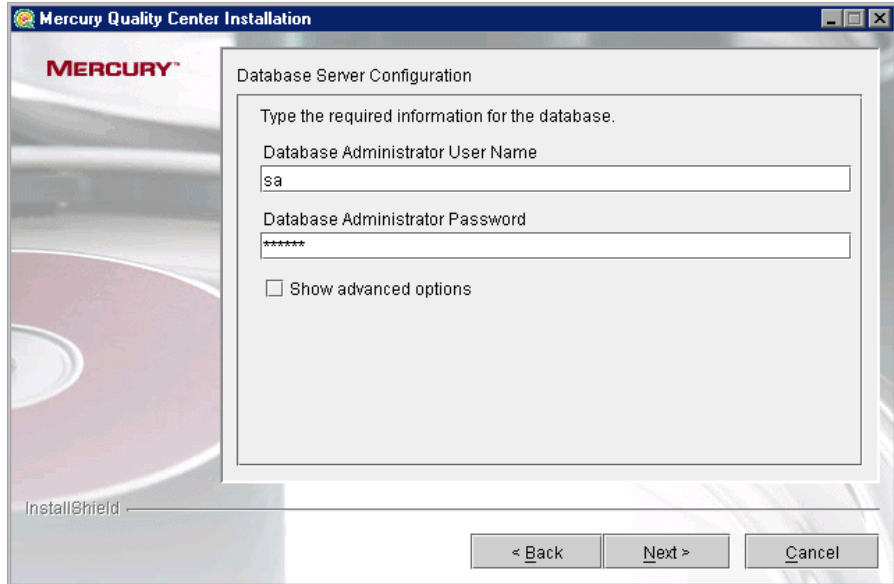 Mercury Quality Center Installation
MERCURY™
Database Server Configuration
Type the required information for the database.
Database Administrator User Name
sa
Database Administrator Password
******
Show advanced options
InstallShield
< Back
Next >
Cancel